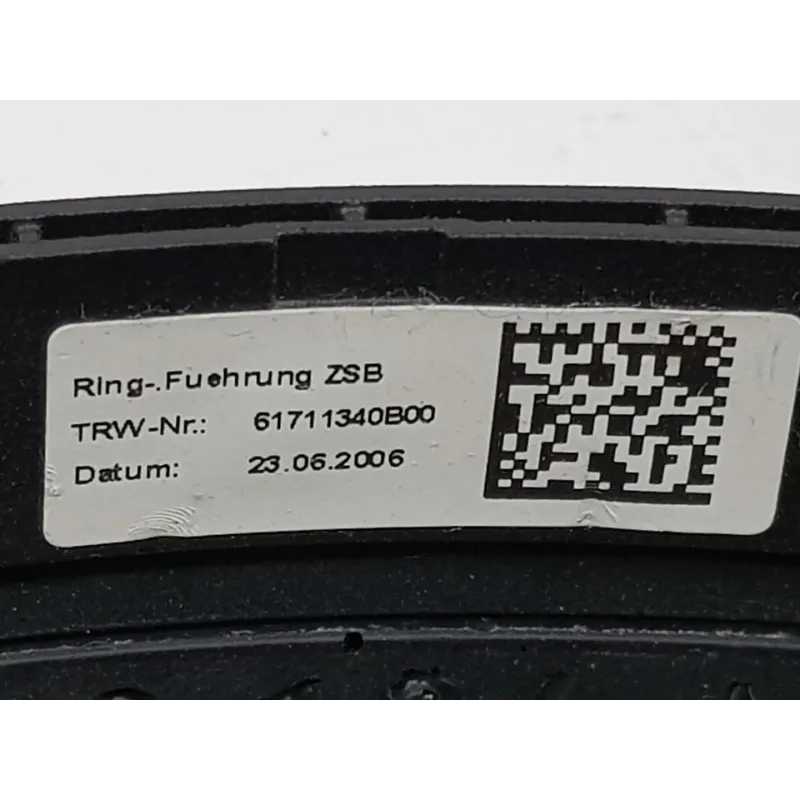 Ring-.Fuehrung ZSB
TRW-Nr.: 61711340B00
Datum: 23.06.2006